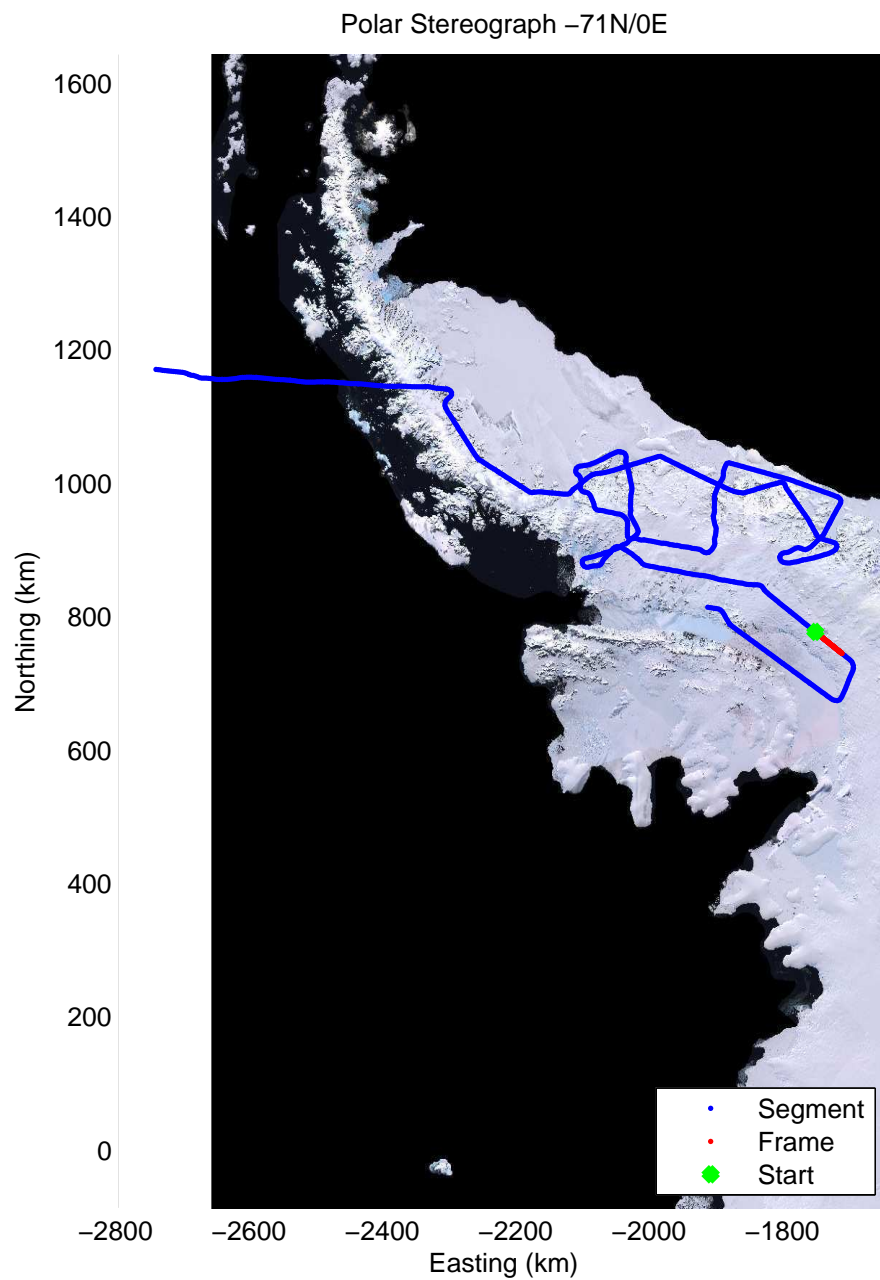 Polar Stereograph −71N/0E
1600
1400
1200
1000
800
600
400
200
0
Northing (km)
−2800 −2600 −2400 −2200 −2000 −1800
Easting (km)
Segment
Frame
Start